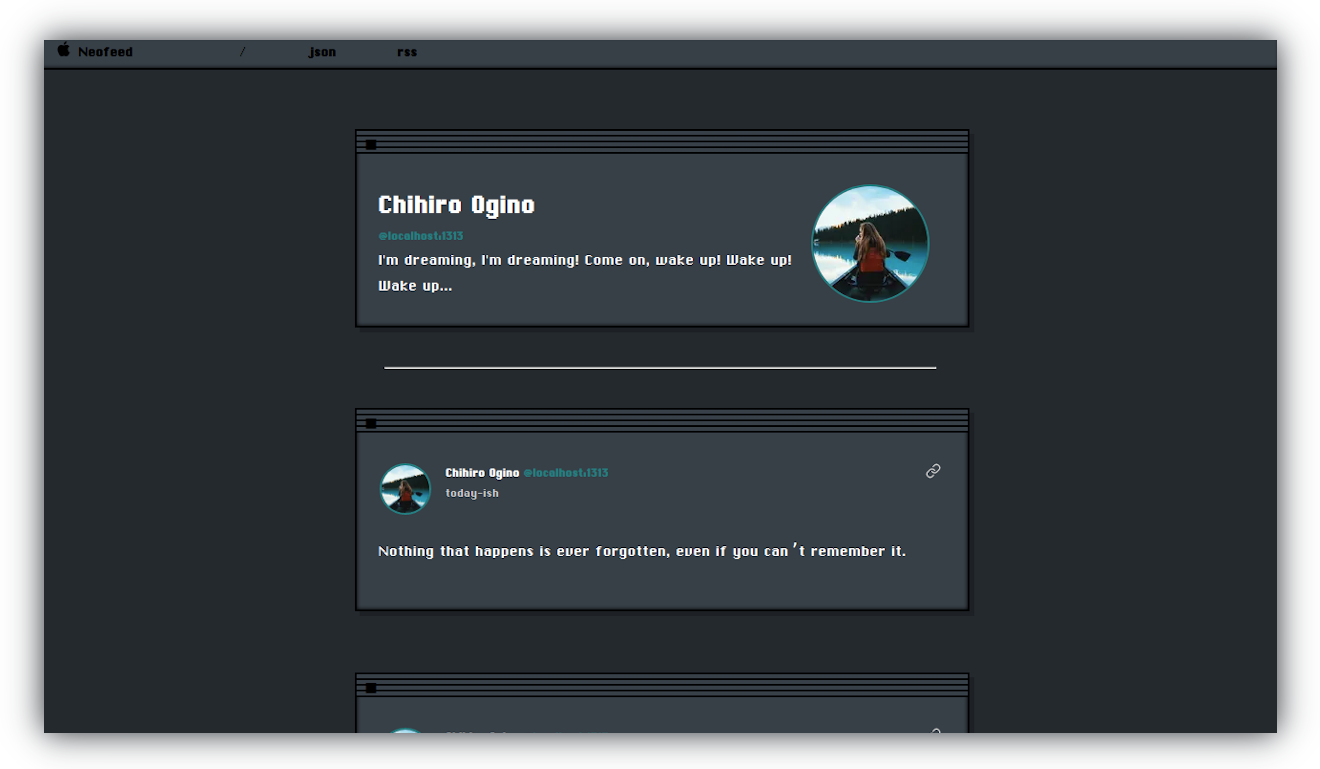 Neofeed / json rss
Chihiro Ogino
@localhost:1313
I'm dreaming, I'm dreaming! Come on, wake up! Wake up!
Wake up...
Chihiro Ogino @localhost:1313
today-ish
Nothing that happens is ever forgotten, even if you can’t remember it.